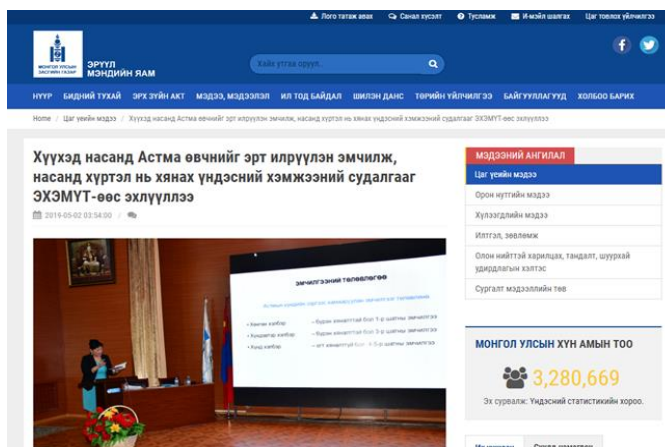 Лого татаж авах
Санал хүсэлт
Тусламж
И-мэйл шалгах
Цаг товлох үйлчилгээ
МОНГОЛ УЛСЫН
ЗАСГИЙН ГАЗАР
ЭРҮҮЛ
МЭНДИЙН ЯАМ
Хайх утгаа оруул..
НҮҮР БИДНИЙ ТУХАЙ ЭРХ ЗҮЙН АКТ МЭДЭЭ, МЭДЭЭЛЭЛ ИЛ ТОД БАЙДАЛ ШИЛЭН ДАНС ТӨРИЙН ҮЙЛЧИЛГЭЭ БАЙГУУЛЛАГУУД ХОЛБОО БАРИХ
Home / Цаг үеийн мэдээ / Хүүхэд насанд Астма өвчнийг эрт илрүүлэн эмчилж, насанд хүртэл нь хянах үндэсний хэмжээний судалгааг ЭХЭМҮТ-өөс эхлүүллээ
Хүүхэд насанд Астма өвчнийг эрт илрүүлэн эмчилж,
насанд хүртэл нь хянах үндэсний хэмжээний судалгааг
ЭХЭМҮТ-өөс эхлүүллээ
2019-05-02 03:54:00 /
ЭМЧИЛГЭЭНИЙ ТӨЛӨВЛӨГӨӨ
МЭДЭЭНИЙ АНГИЛАЛ
Цаг үеийн мэдээ
Орон нутгийн мэдээ
Хүлээгдлийн мэдээ
Илтгэл, зөвлөмж
Олон нийттэй харилцах, тандалт, шуурхай
удирдлагын хэлтэс
Сургалт мэдээллийн төв
МОНГОЛ УЛСЫН ХҮН АМЫН ТОО
3,280,669
Эх сурвалж: Үндэсний статистикийн хороо.